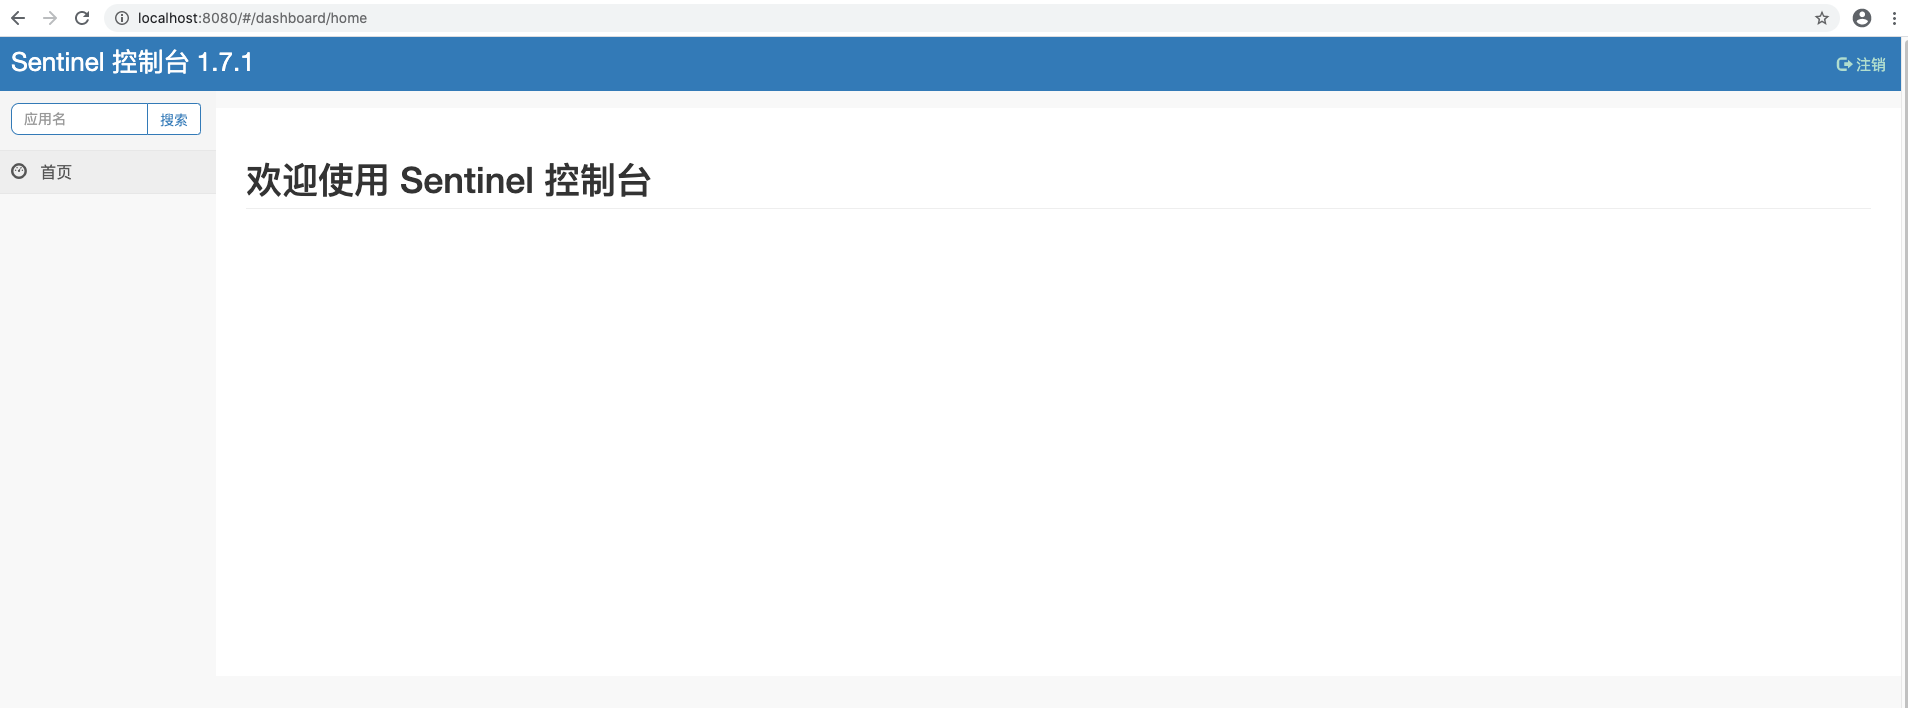 localhost:8080/#/dashboard/home
Sentinel 控制台 1.7.1
注销
应用名
搜索
首页
欢迎使用 Sentinel 控制台